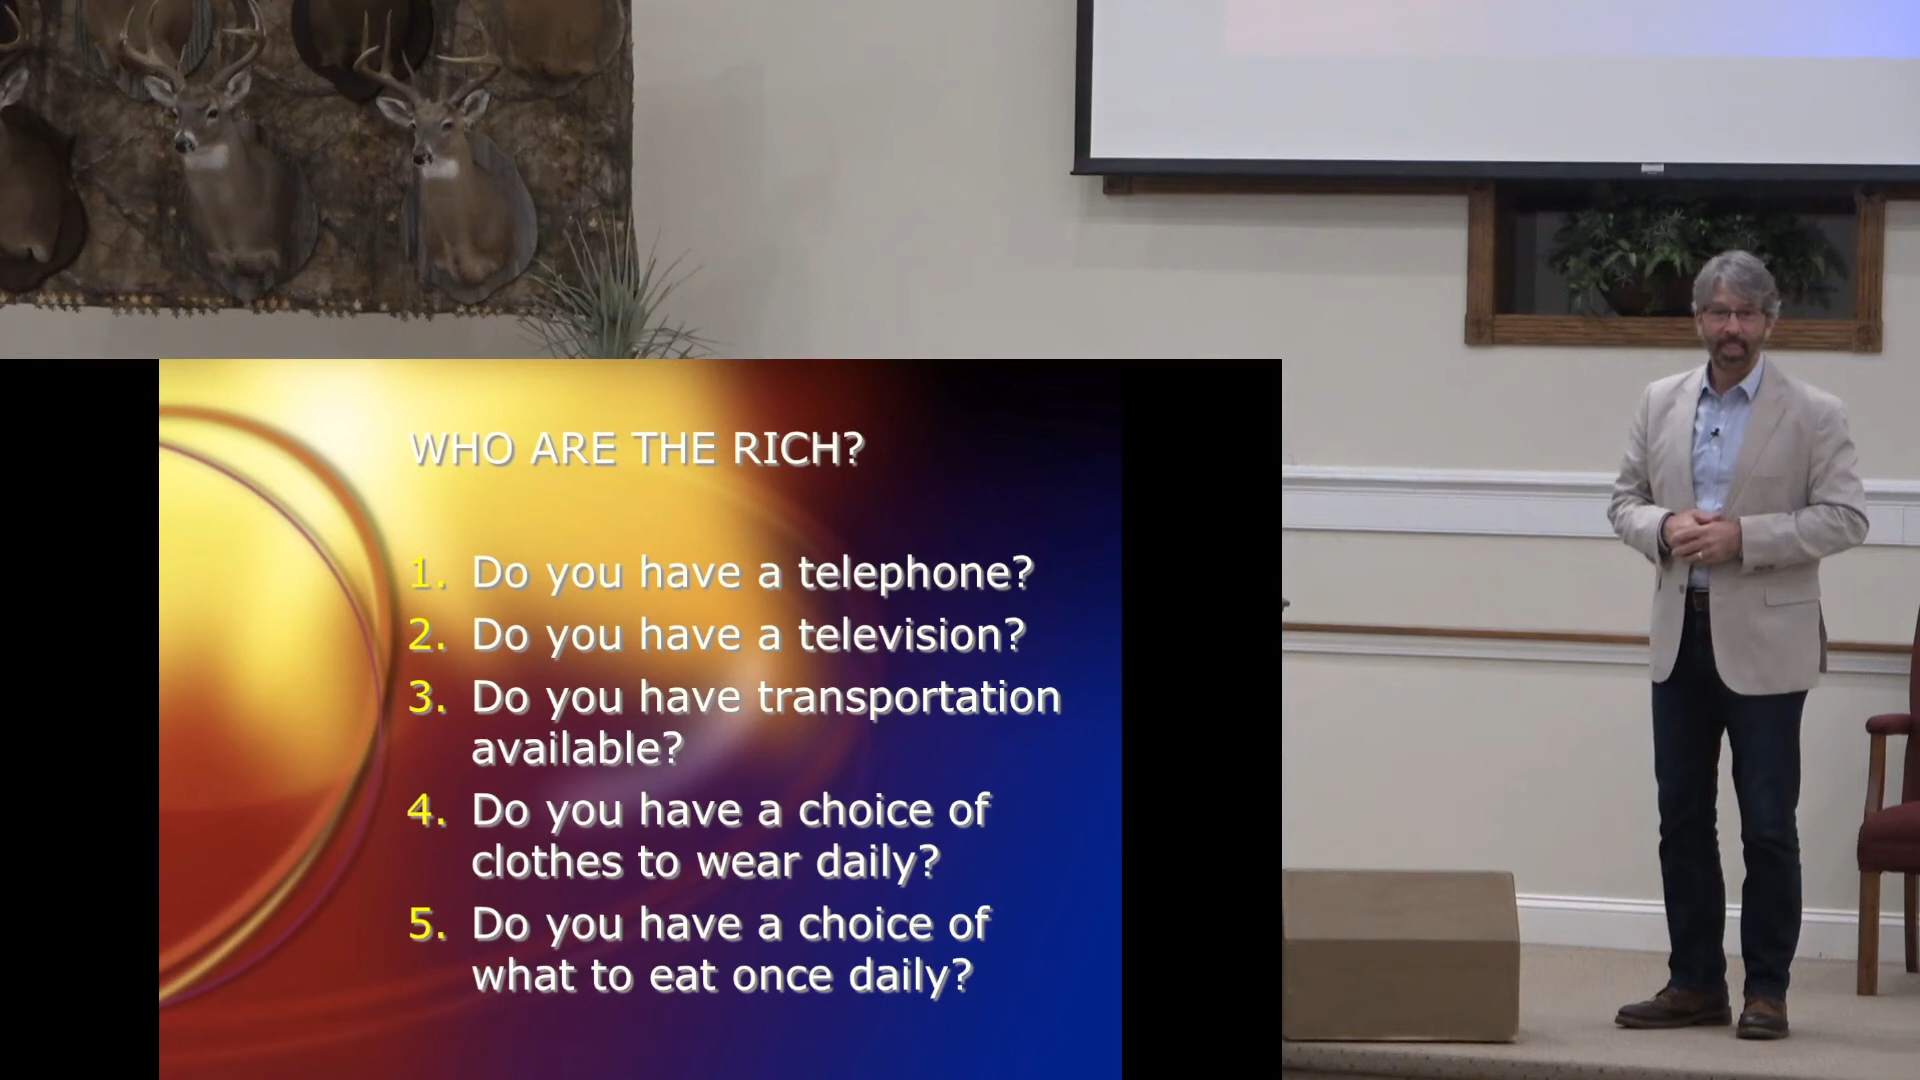 WHO ARE THE RICH?
1. Do you have a telephone?
2. Do you have a television?
3. Do you have transportation
available?
4. Do you have a choice of
clothes to wear daily?
5. Do you have a choice of
what to eat once daily?